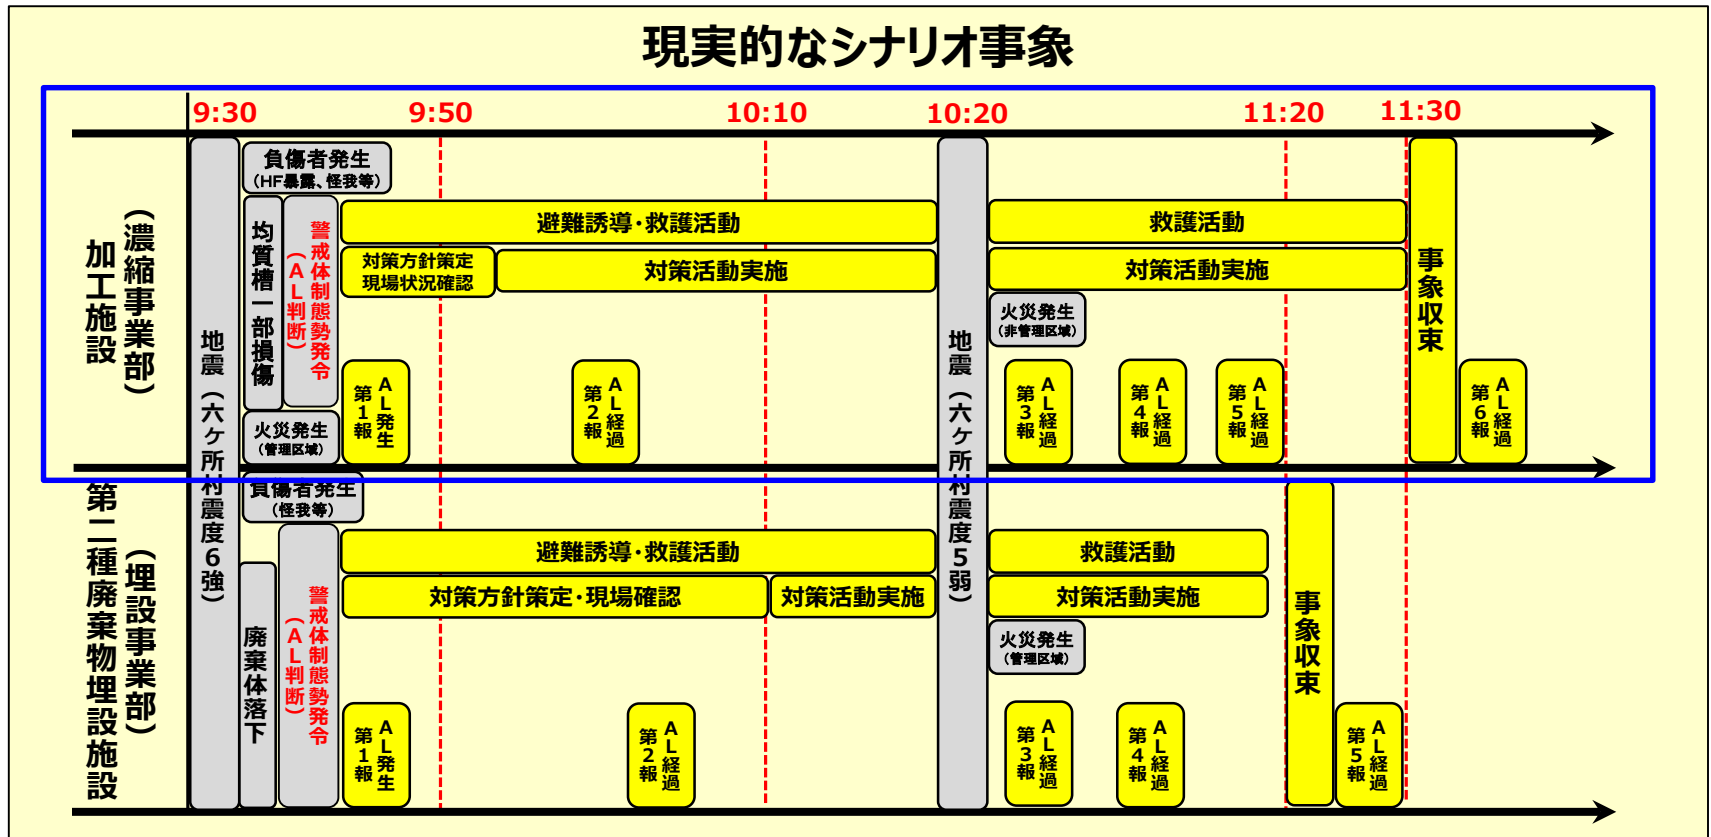 現実的なシナリオ事象
9:30
9:50
10:10
10:20
11:20
11:30
加工施設
（濃縮事業部）
地震（六ケ所村震度6強）
負傷者発生
（HF暴露、怪我等）
均質槽一部損傷
警戒体制態勢発令
（AL判断）
火災発生
（管理区域）
避難誘導・救護活動
対策方針策定
現場状況確認
対策活動実施
AL発生
第1報
AL経過
第2報
地震（六ケ所村震度5弱）
救護活動
対策活動実施
火災発生
（非管理区域）
AL経過
第3報
AL経過
第4報
AL経過
第5報
事象収束
AL経過
第6報
第二種廃棄物埋設施設
（埋設事業部）
負傷者発生
（怪我等）
廃棄体落下
警戒体制態勢発令
（AL判断）
避難誘導・救護活動
対策方針策定・現場確認
対策活動実施
AL発生
第1報
AL経過
第2報
救護活動
対策活動実施
火災発生
（管理区域）
AL経過
第3報
AL経過
第4報
事象収束
AL経過
第5報